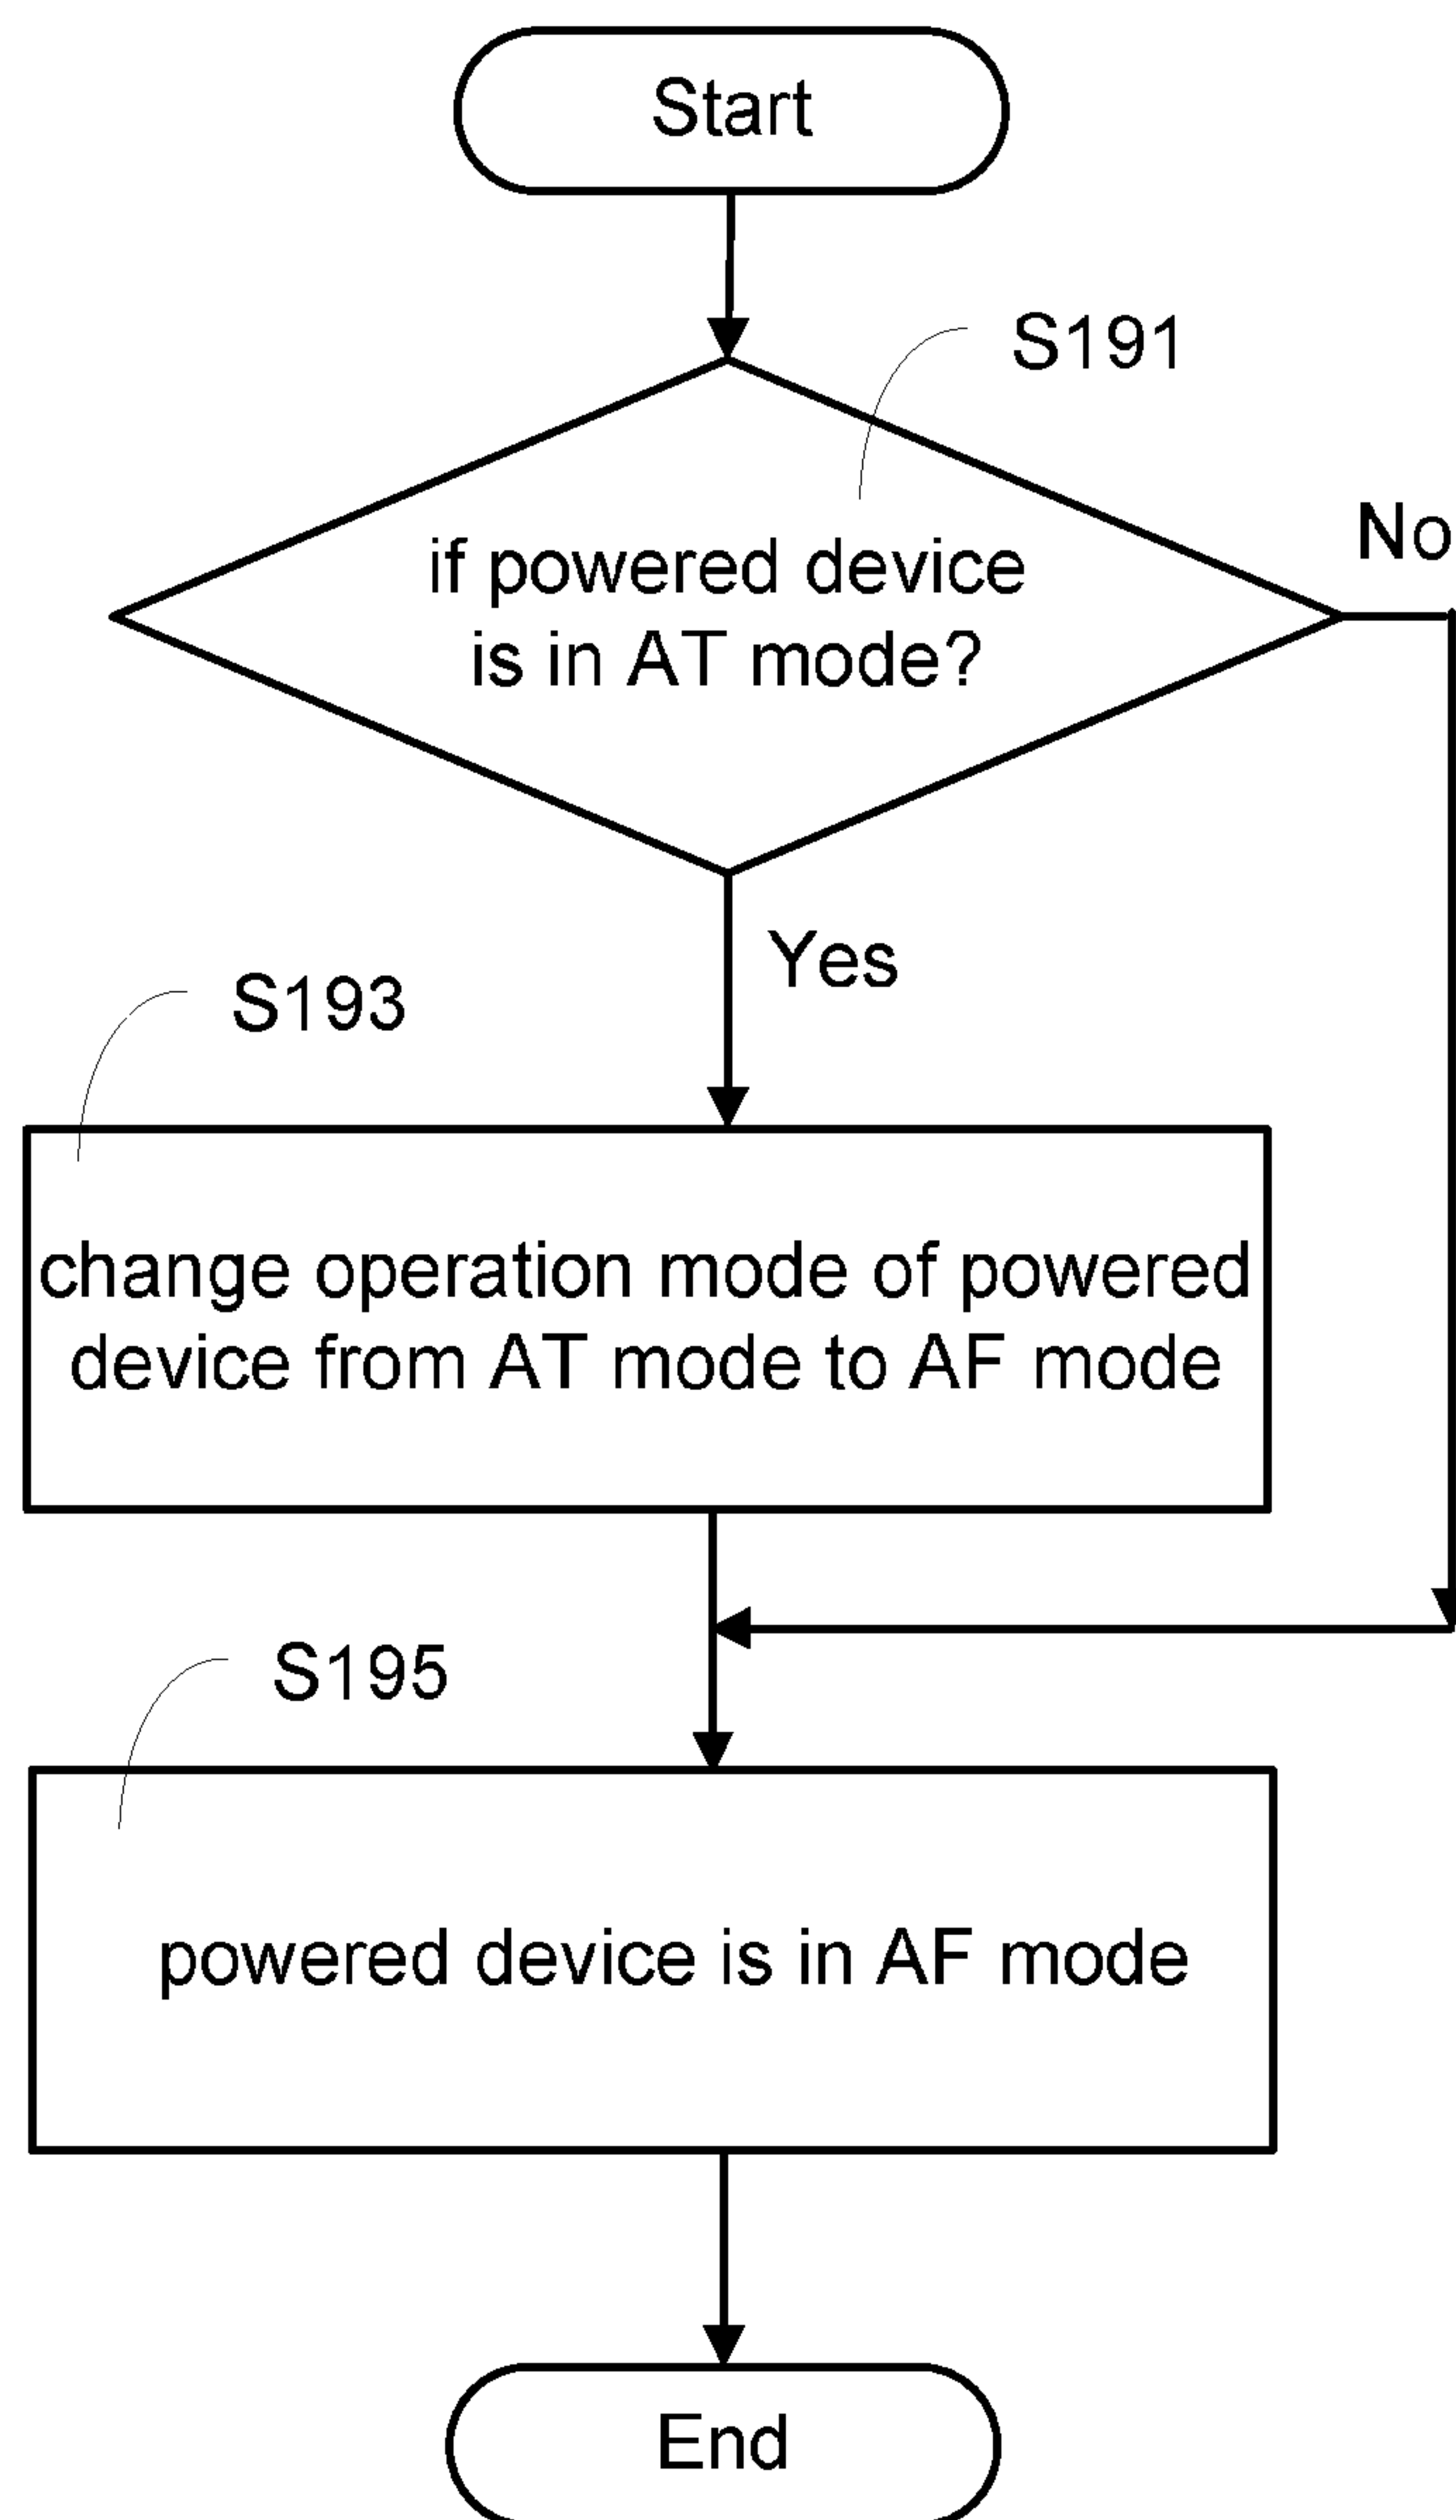 Start
S191
No
if powered device
is in AT mode?
Yes
S193
change operation mode of powered
device from AT mode to AF mode
S195
powered device is in AF mode
End